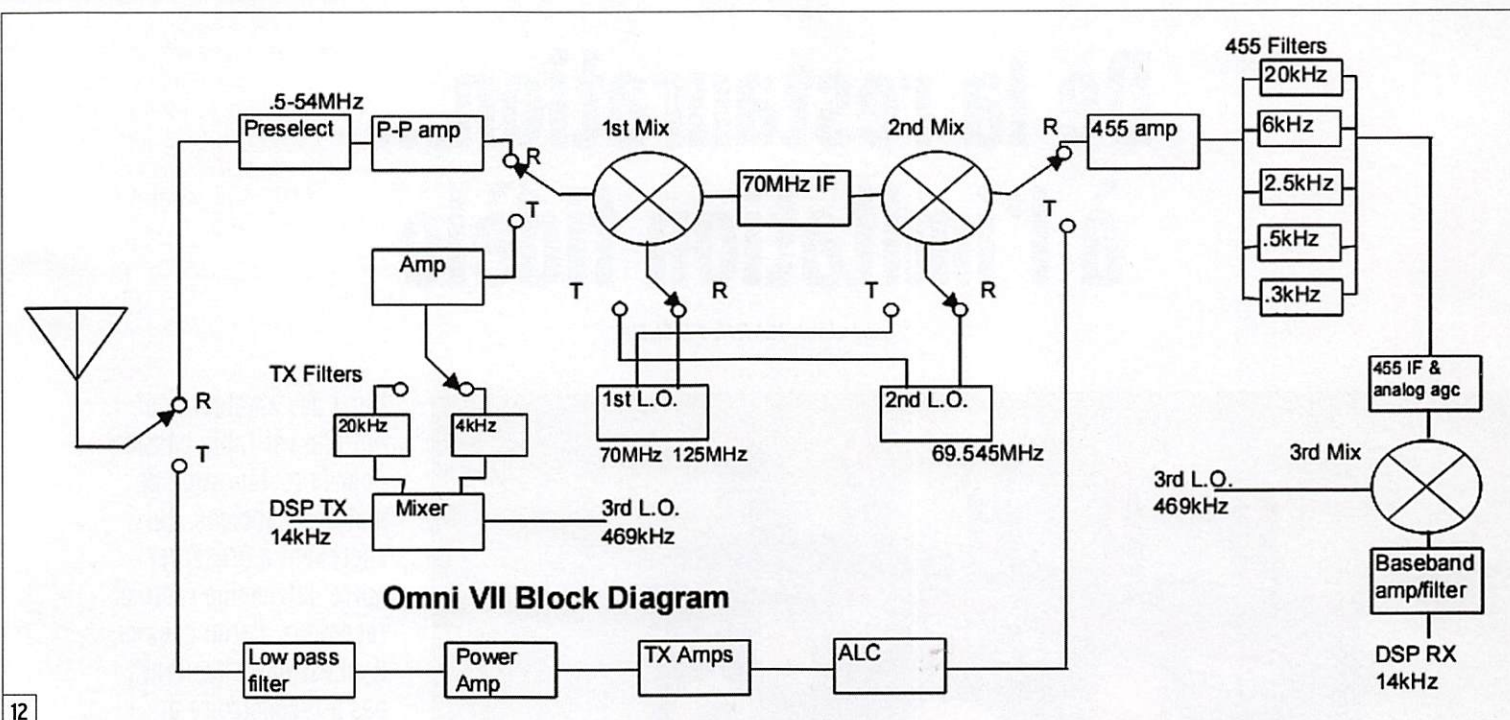 455 Filters
20kHz
6kHz
2.5kHz
.5kHz
.3kHz
.5-54MHz
Preselect
P-P amp
R
T
1st Mix
70MHz IF
2nd Mix
R
T
455 amp
Amp
T
R
T
R
TX Filters
20kHz
4kHz
R
T
1st L.O.
70MHz 125MHz
2nd L.O.
69.545MHz
455 IF &
analog agc
3rd Mix
3rd L.O.
469kHz
DSP TX
14kHz
Mixer
3rd L.O.
469kHz
Baseband
amp/filter
DSP RX
14kHz
Omni VII Block Diagram
Low pass
filter
Power
Amp
TX Amps
ALC
12